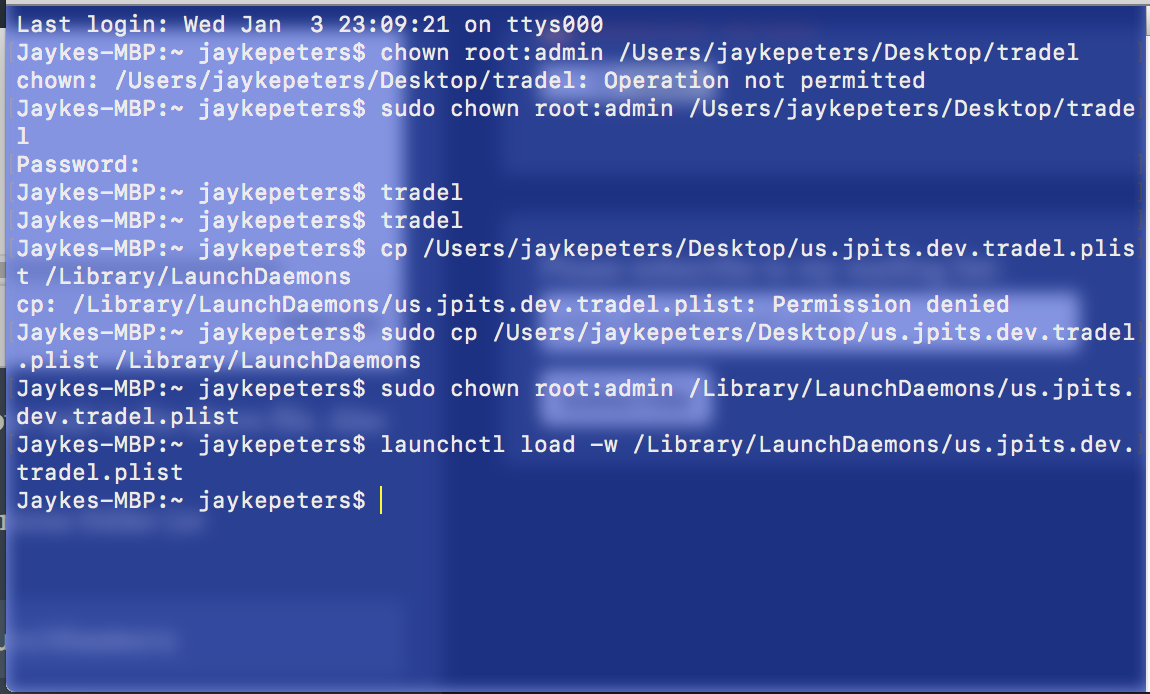 Last login: Wed Jan  3 23:09:21 on ttys000
Jaykes-MBP:~ jaykepeters$ chown root:admin /Users/jaykepeters/Desktop/tradel
chown: /Users/jaykepeters/Desktop/tradel: Operation not permitted
Jaykes-MBP:~ jaykepeters$ sudo chown root:admin /Users/jaykepeters/Desktop/trade
l
Password:
Jaykes-MBP:~ jaykepeters$ tradel
Jaykes-MBP:~ jaykepeters$ tradel
Jaykes-MBP:~ jaykepeters$ cp /Users/jaykepeters/Desktop/us.jpits.dev.tradel.plis
t /Library/LaunchDaemons
cp: /Library/LaunchDaemons/us.jpits.dev.tradel.plist: Permission denied
Jaykes-MBP:~ jaykepeters$ sudo cp /Users/jaykepeters/Desktop/us.jpits.dev.tradel
.plist /Library/LaunchDaemons
Jaykes-MBP:~ jaykepeters$ sudo chown root:admin /Library/LaunchDaemons/us.jpits.
dev.tradel.plist
Jaykes-MBP:~ jaykepeters$ launchctl load -w /Library/LaunchDaemons/us.jpits.dev.
tradel.plist
Jaykes-MBP:~ jaykepeters$